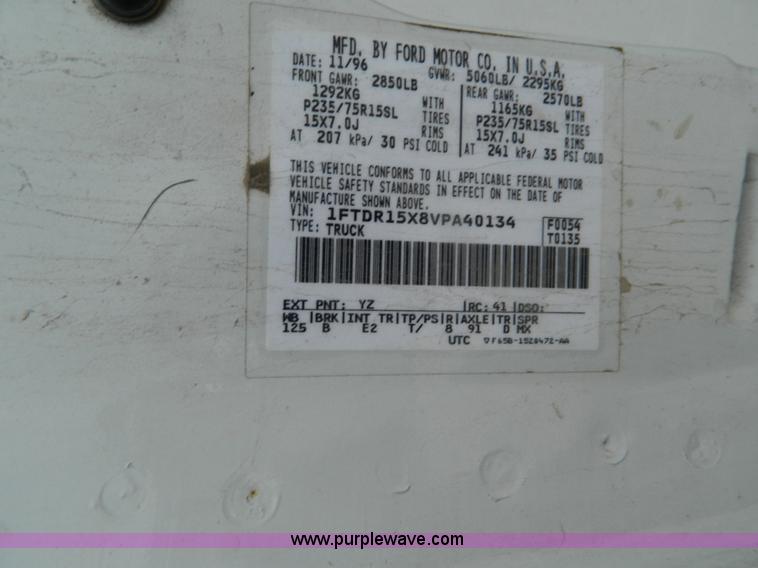 MFD. BY FORD MOTOR CO. IN U.S.A.
DATE: 11/96 GVWR: 5060LB/ 2295KG
FRONT GAWR: 2850LB REAR GAWR: 2570LB
1292KG WITH 1165KG WITH
P235/75R15SL TIRES P235/75R15SL TIRES
15X7.0J RIMS 15X7.0J RIMS
AT 207 kPa/ 30 PSI COLD AT 241 kPa/ 35 PSI COLD
THIS VEHICLE CONFORMS TO ALL APPLICABLE FEDERAL MOTOR
VEHICLE SAFETY STANDARDS IN EFFECT ON THE DATE OF
MANUFACTURE SHOWN ABOVE.
VIN: 1FTDR15X8VPA40134 F0054
TYPE: TRUCK T0135
EXT PNT: YZ RC: 41 DSO:
WB BRK INT TR TP/PS R AXLE TR SPR
125 B E2 T/ 8 91 D MX
UTC ▽F65B-1520472-AA
www.purplewave.com